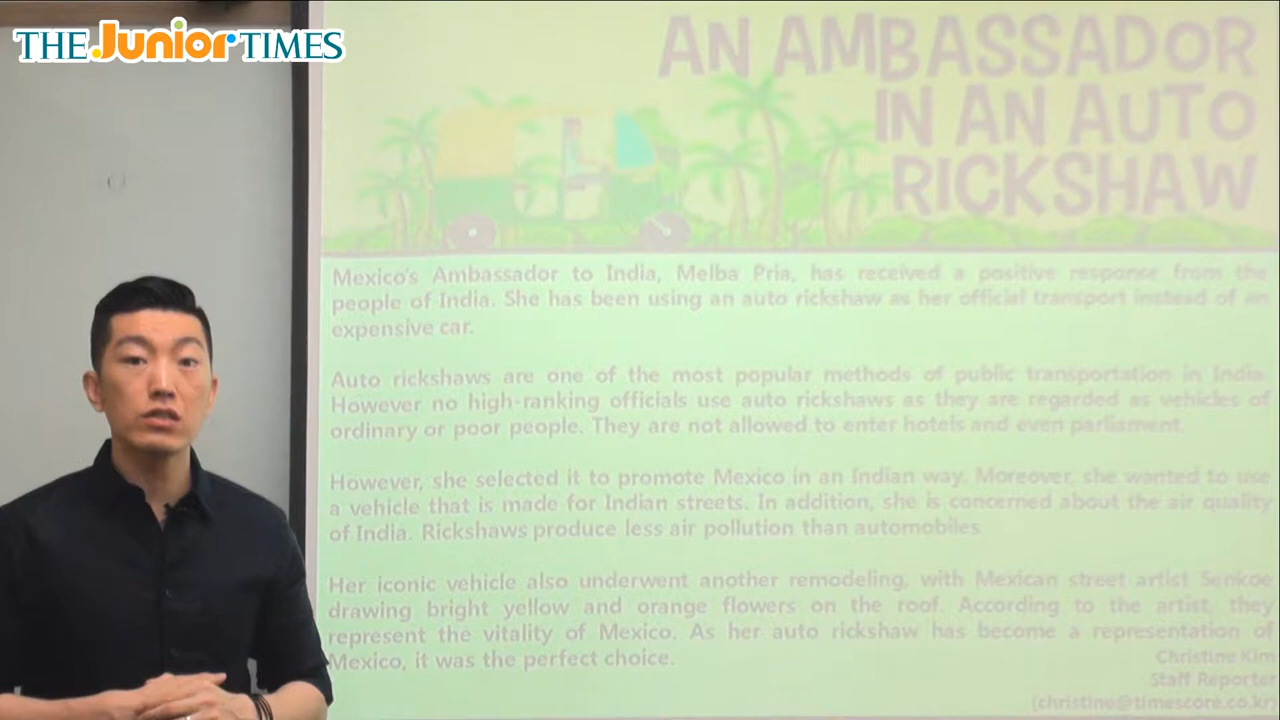 THE Junior TIMES
AN AMBASSADOR
IN AN AUTO
RICKSHAW
Mexico's Ambassador to India, Melba Pria, has received a positive response from the
people of India. She has been using an auto rickshaw as her official transport instead of an
expensive car.
Auto rickshaws are one of the most popular methods of public transportation in India.
However no high-ranking officials use auto rickshaws as they are regarded as vehicles of
ordinary or poor people. They are not allowed to enter hotels and even parliament.
However, she selected it to promote Mexico in an Indian way. Moreover, she wanted to use
a vehicle that is made for Indian streets. In addition, she is concerned about the air quality
of India. Rickshaws produce less air pollution than automobiles
Her iconic vehicle also underwent another remodeling, with Mexican street artist Senkoe
drawing bright yellow and orange flowers on the roof. According to the artist, they
represent the vitality of Mexico. As her auto rickshaw has become a representation of
Mexico, it was the perfect choice.
Christine Kim
Staff Reporter
(christine@timescore.co.kr)